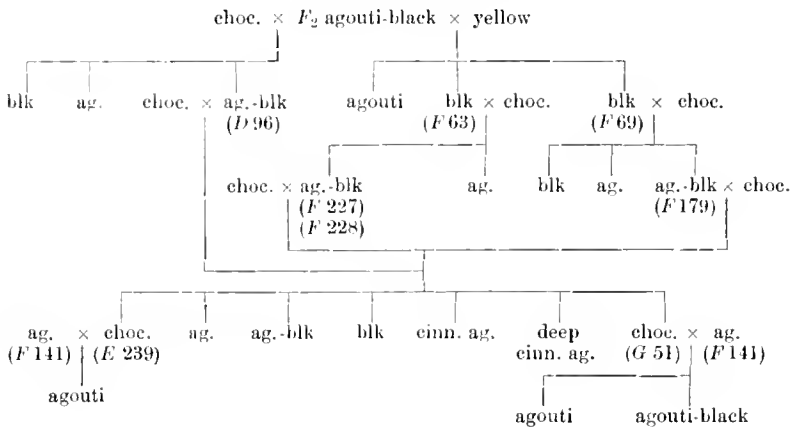 choc. × F₂ agouti-black × yellow
blk ag. choc. × ag.-blk agouti blk × choc. blk × choc.
(D 96) (F 63) (F 69)
choc. × ag.-blk ag. blk ag. ag.-blk × choc.
(F 227) (F 179)
(F 228)
ag. × choc. ag. ag.-blk blk cinn. ag. deep choc. × ag.
(F 141) (E 239) cinn. ag. (G 51) (F 141)
agouti
agouti agouti-black